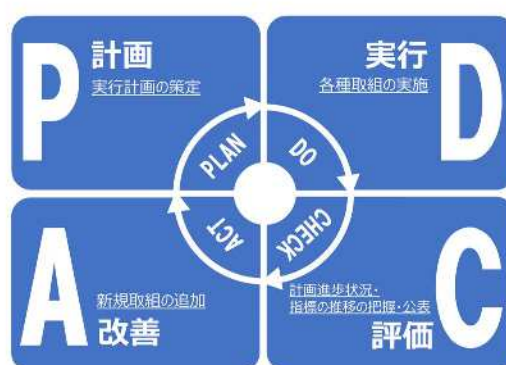 P
計画
実行計画の策定
実行
各種取組の実施
D
PLAN
DO
ACT
CHECK
A
新規取組の追加
改善
計画進歩状況・
指標の推移の把握・公表
評価
C